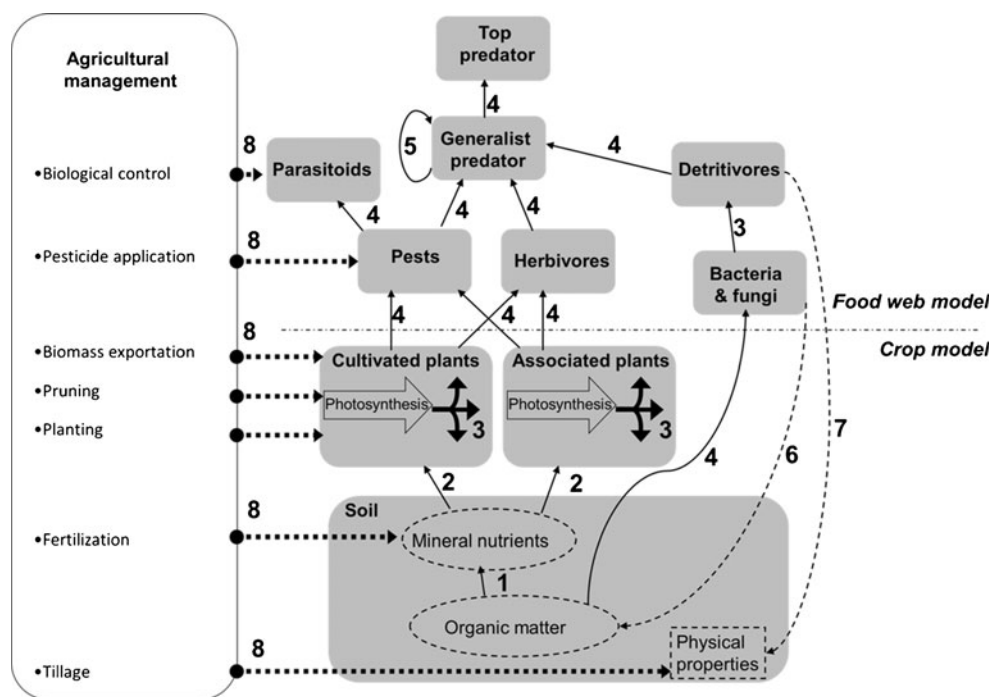 Agricultural
management
•Biological control
•Pesticide application
•Biomass exportation
•Pruning
•Planting
•Fertilization
•Tillage
8
8
8
8
8
Top
predator
4
Generalist
predator
5
4
Parasitoids
Detritivores
4
4
4
3
Pests
Herbivores
Bacteria
& fungi
Food web model
4
4
4
Crop model
Cultivated plants
Associated plants
Photosynthesis
3
Photosynthesis
3
4
6
7
2
2
Soil
Mineral nutrients
1
Organic matter
Physical
properties